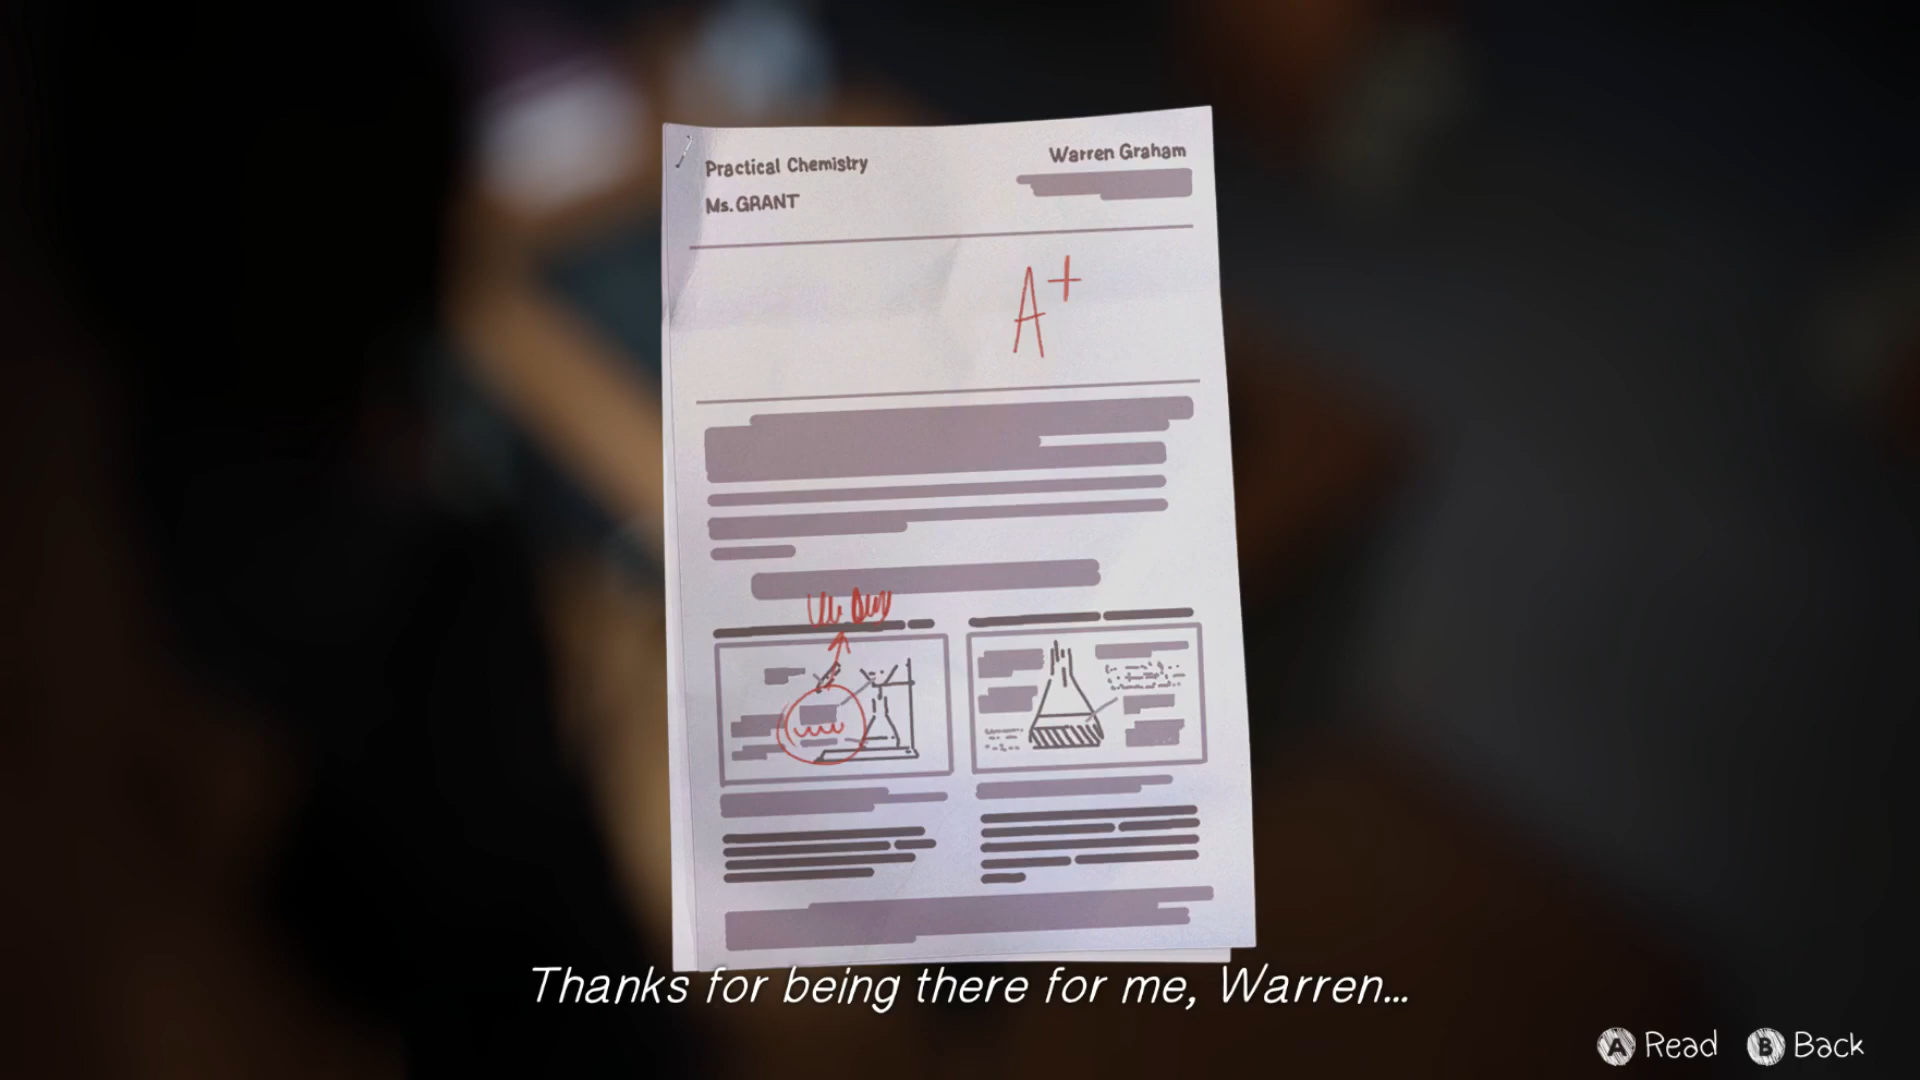 Practical Chemistry
Warren Graham
Ms. GRANT
A+
Thanks for being there for me, Warren...
A Read B Back